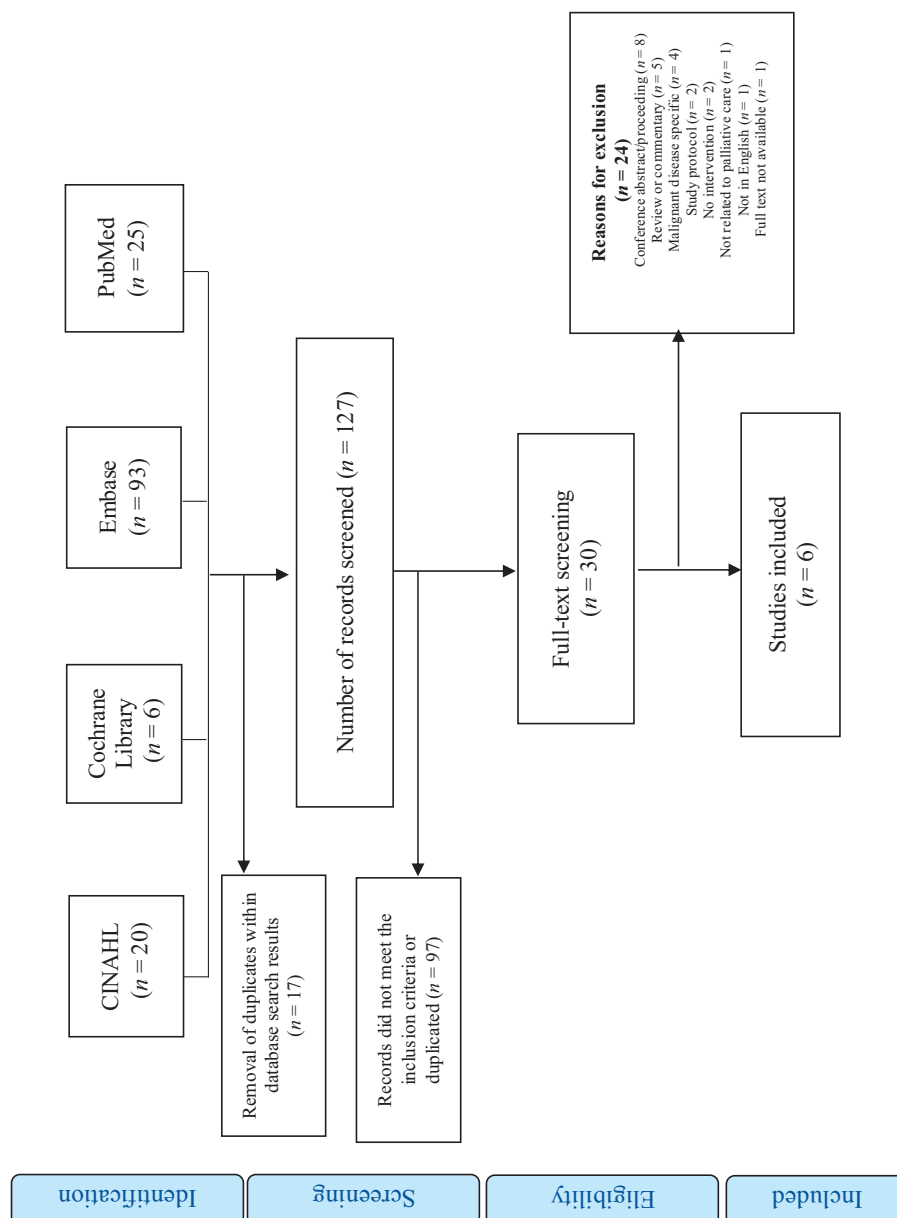 CINAHL
(n = 20)
Cochrane
Library
(n = 6)
Embase
(n = 93)
PubMed
(n = 25)
Removal of duplicates within
database search results
(n = 17)
Number of records screened (n = 127)
Records did not meet the
inclusion criteria or
duplicated (n = 97)
Full-text screening
(n = 30)
Reasons for exclusion
(n = 24)
Conference abstract/proceeding (n = 8)
Review or commentary (n = 5)
Malignant disease specific (n = 4)
Study protocol (n = 2)
No intervention (n = 2)
Not related to palliative care (n = 1)
Not in English (n = 1)
Full text not available (n = 1)
Studies included
(n = 6)
Identification
Screening
Eligibility
Included